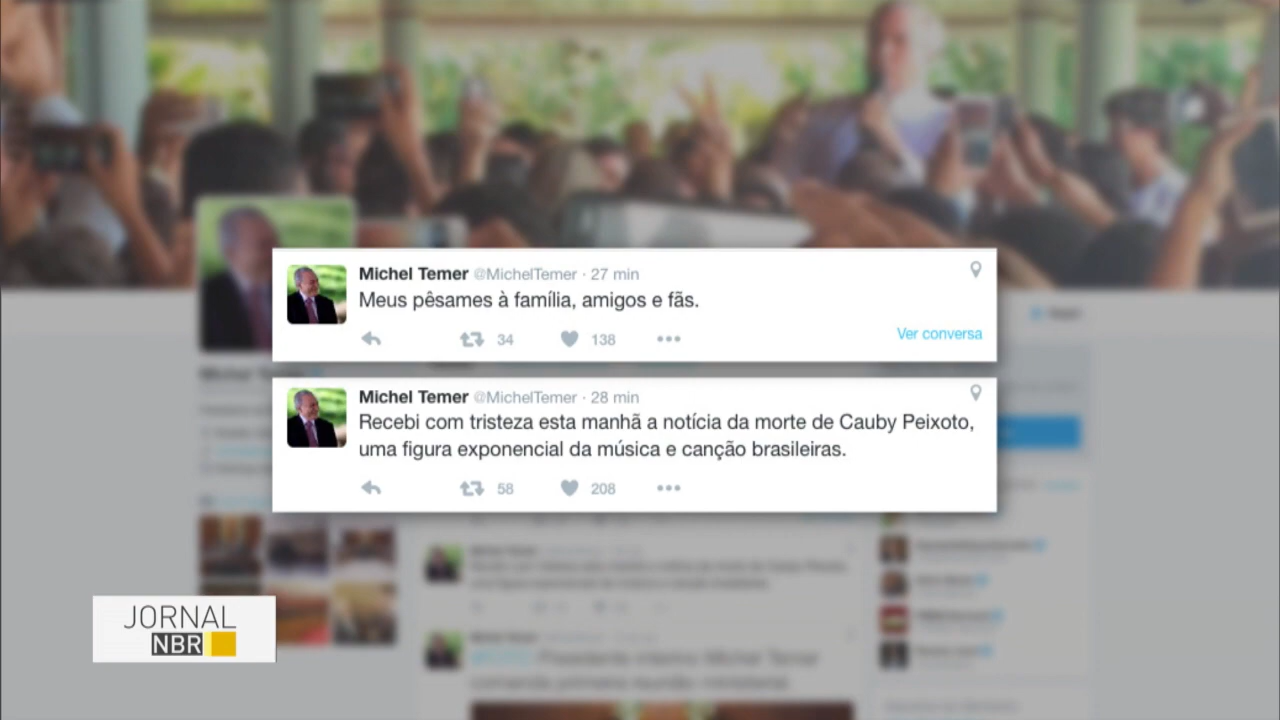 Michel Temer @MichelTemer · 27 min
Meus pêsames à família, amigos e fãs.
34 138
Ver conversa
Michel Temer @MichelTemer · 28 min
Recebi com tristeza esta manhã a notícia da morte de Cauby Peixoto,
uma figura exponencial da música e canção brasileiras.
58 208
JORNAL
NBR